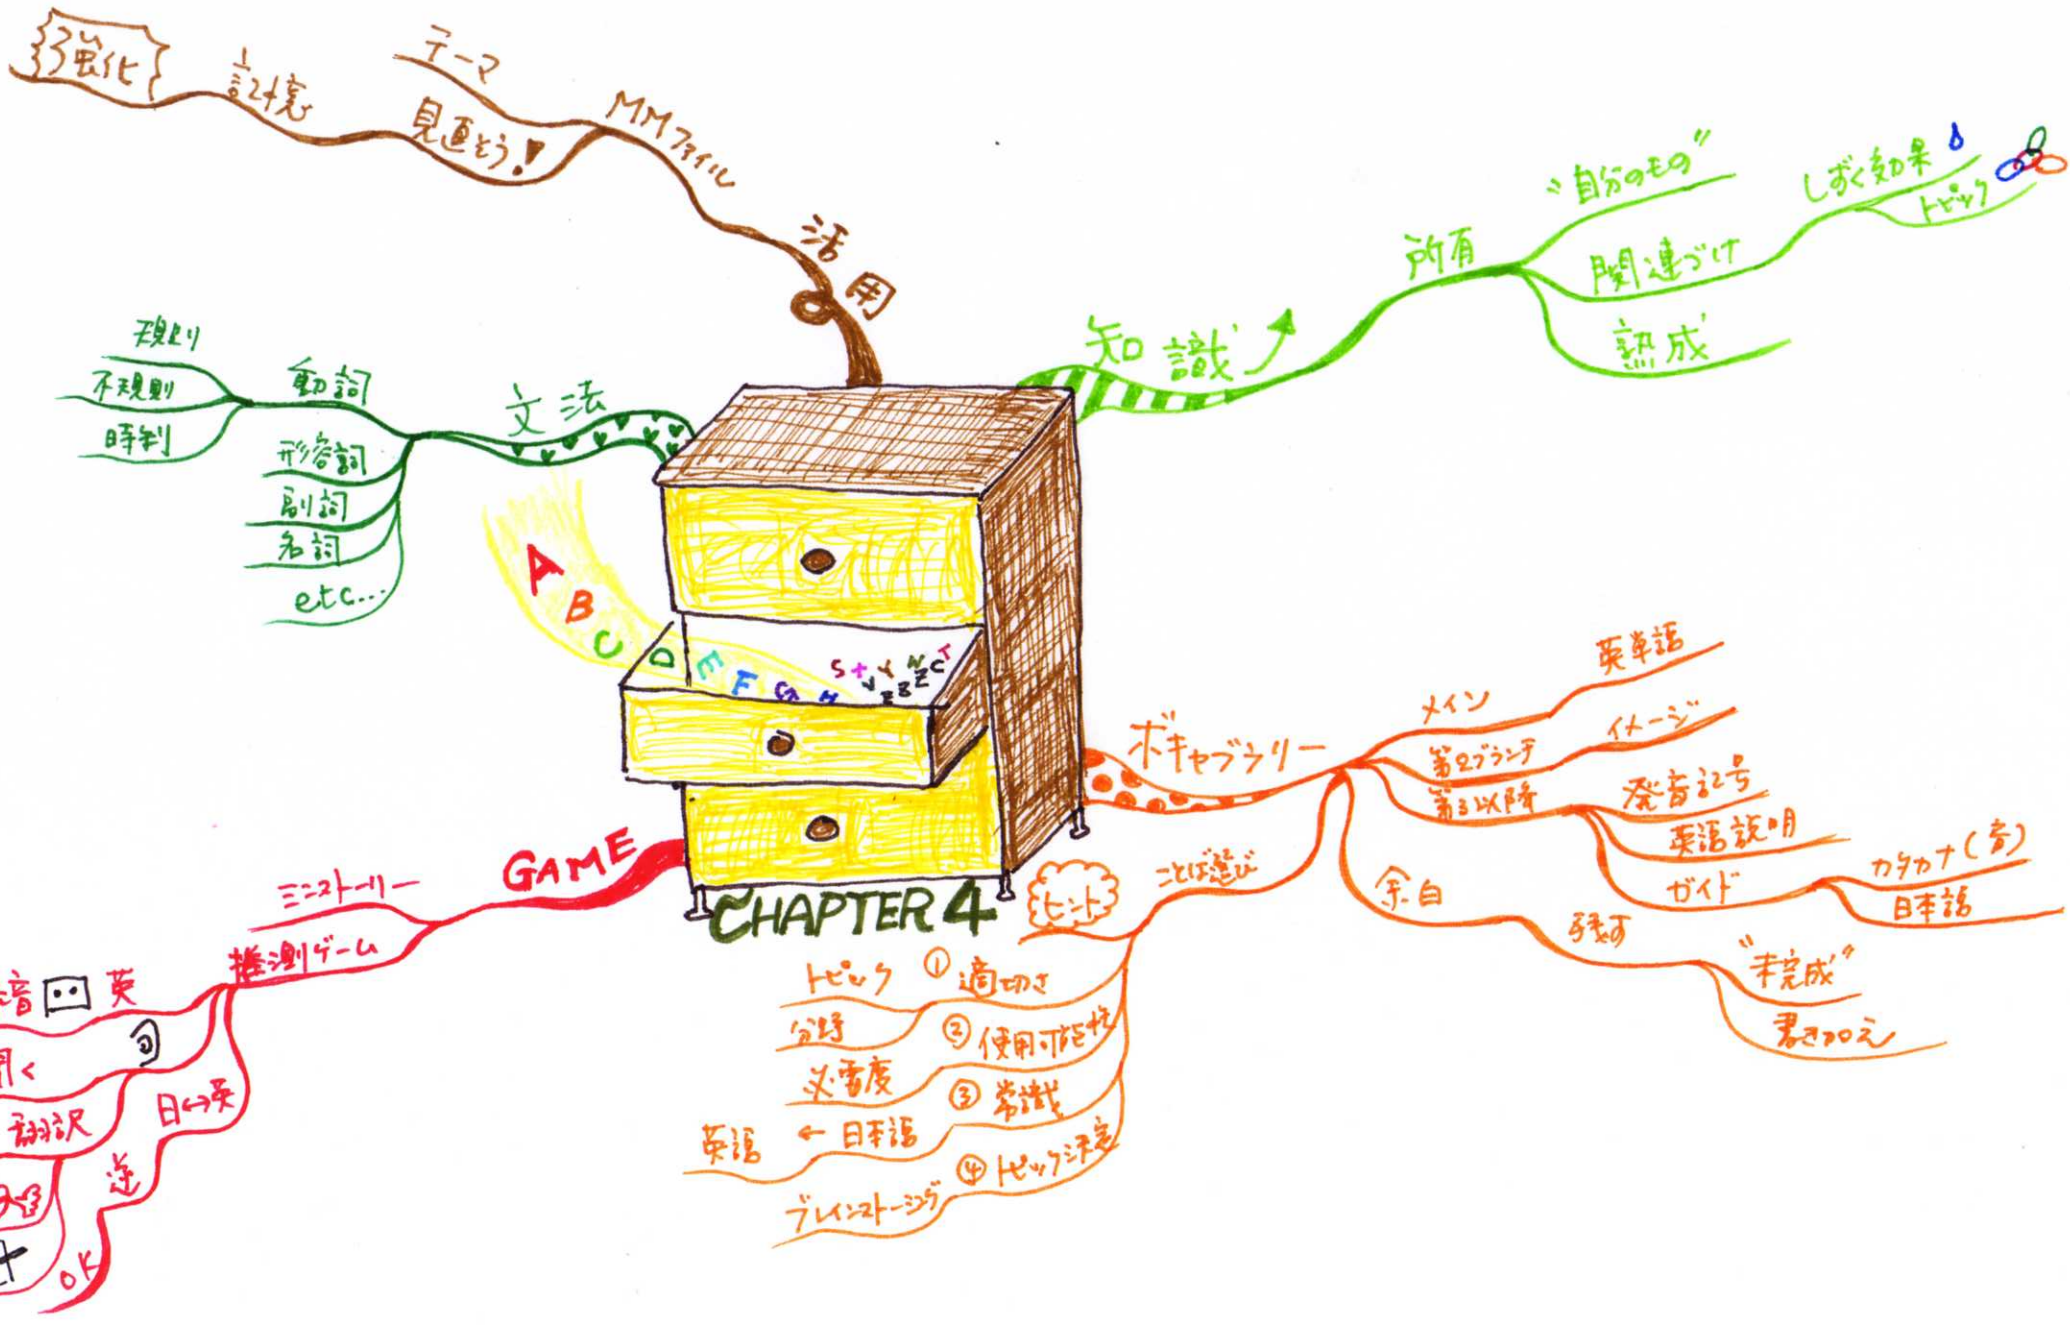 強化
記憶
テーマ
見直そう!
MMファイル
活用
知識
所有
"自分のもの"
関連づけ
しずく効果
トピック
熟成
文法
動詞
規則
不規則
時制
形容詞
副詞
名詞
etc...
A
B
C
D
E
F
G
H
CHAPTER 4
GAME
ミニストーリー
推測ゲーム
音 英
聞く
翻訳
日↔英
逆
OK
ボキャブラリー
メイン
英単語
第2ブランチ
イメージ
第3以降
発音記号
英語説明
ガイド
カタカナ(音)
日本語
余白
残す
"未完成"
書き加え
ことば選び
ヒント
① 適切さ
トピック
分野
② 使用可能性
必要度
③ 常識
日本語
← 英語
④ トピック決定
ブレインストーミング